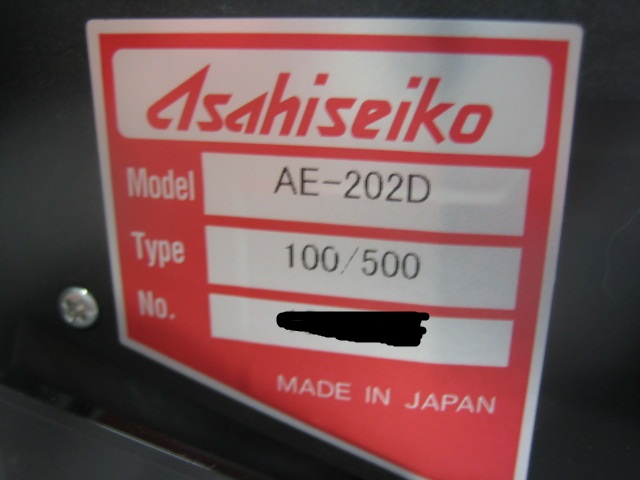 Asahiseiko
Model AE-202D
Type 100/500
No.
MADE IN JAPAN